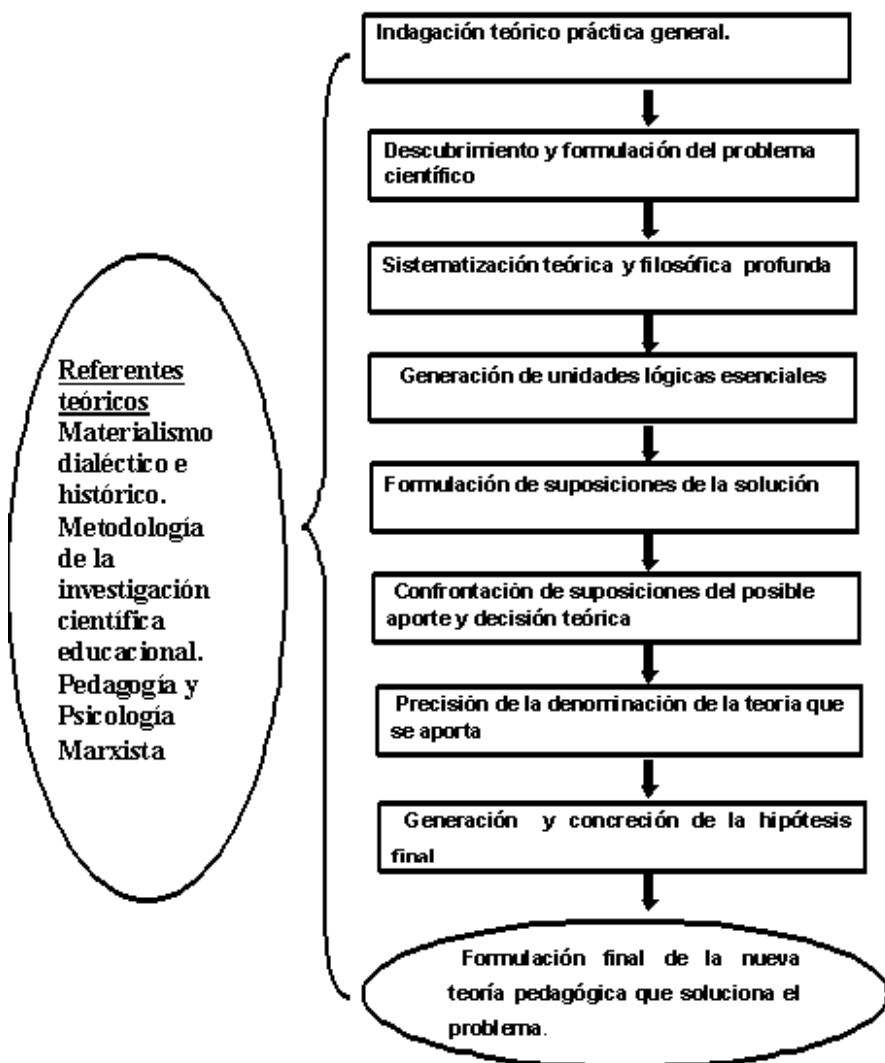 Indagación teórico práctica general.
Descubrimiento y formulación del problema
científico
Sistematización teórica y filosófica profunda
Generación de unidades lógicas esenciales
Formulación de suposiciones de la solución
Confrontación de suposiciones del posible
aporte y decisión teórica
Precisión de la denominación de la teoría que
se aporta
Generación y concreción de la hipótesis
final
Formulación final de la nueva
teoría pedagógica que soluciona el
problema.
Referentes
teóricos
Materialismo
dialéctico e
histórico.
Metodología
de la
investigación
científica
educacional.
Pedagogía y
Psicología
Marxista